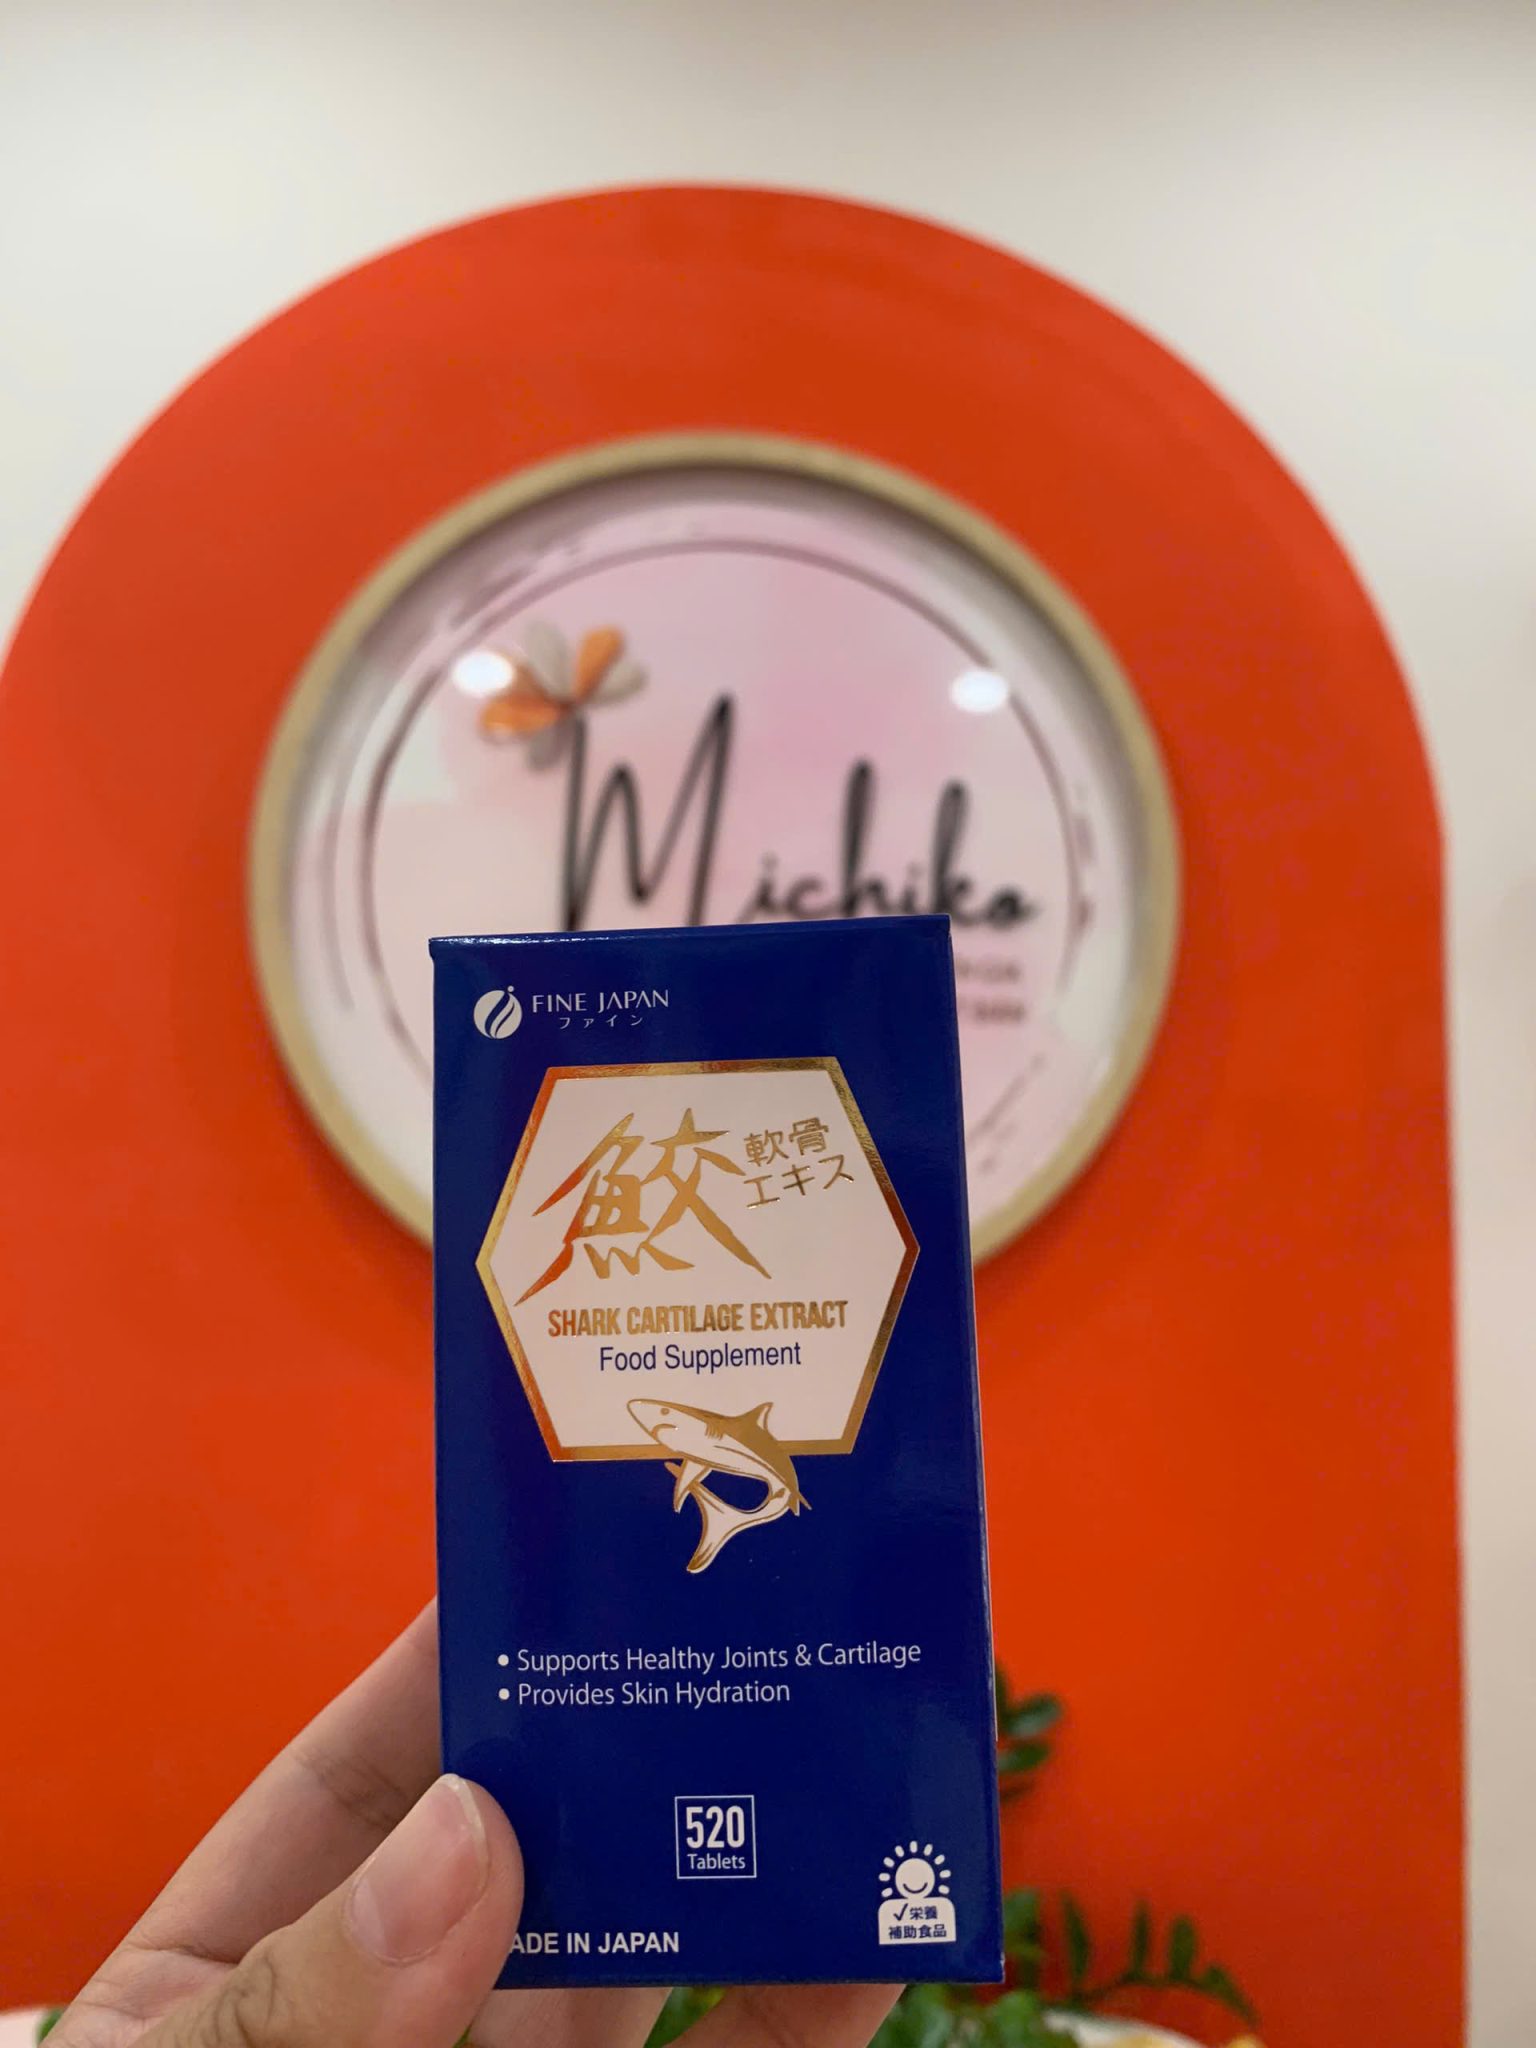 Michiko
FINE JAPAN
ファイン
鮫 軟骨
エキス
SHARK CARTILAGE EXTRACT
Food Supplement
• Supports Healthy Joints & Cartilage
• Provides Skin Hydration
520
Tablets
√栄養
補助食品
ADE IN JAPAN